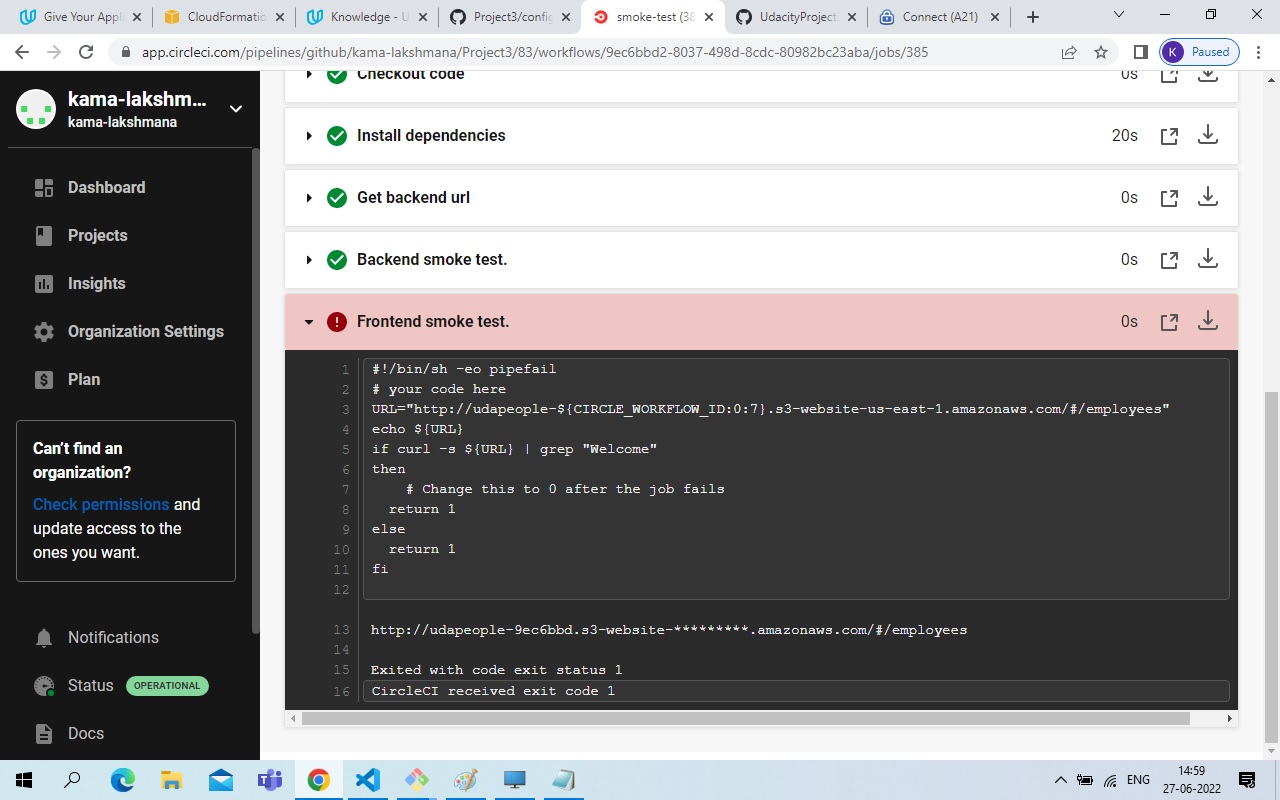 Give Your Appl
CloudFormatio
Knowledge - U
Project3/config
smoke-test (38
UdacityProject
Connect (A21)
app.circleci.com/pipelines/github/kama-lakshmana/Project3/83/workflows/9ec6bbd2-8037-498d-8cdc-80982bc23aba/jobs/385
K Paused
kama-lakshm...
kama-lakshmana
Dashboard
Projects
Insights
Organization Settings
Plan
Can't find an
organization?
Check permissions and
update access to the
ones you want.
Notifications
Status OPERATIONAL
Docs
Checkout code 0s
Install dependencies 20s
Get backend url 0s
Backend smoke test. 0s
Frontend smoke test. 0s
1 #!/bin/sh -eo pipefail
2 # your code here
3 URL="http://udapeople-${CIRCLE_WORKFLOW_ID:0:7}.s3-website-us-east-1.amazonaws.com/#/employees"
4 echo ${URL}
5 if curl -s ${URL} | grep "Welcome"
6 then
7 # Change this to 0 after the job fails
8 return 1
9 else
10 return 1
11 fi
12
13 http://udapeople-9ec6bbd.s3-website-*********.amazonaws.com/#/employees
14
15 Exited with code exit status 1
16 CircleCI received exit code 1
ENG
14:59
27-06-2022